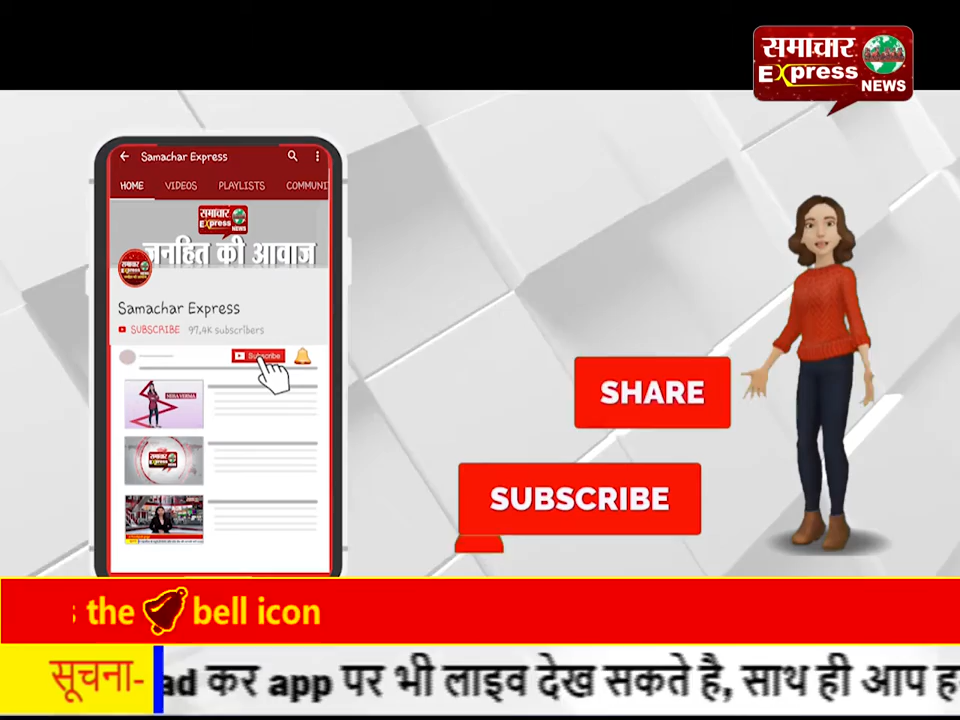 समाचार
Express
NEWS
Samachar Express
HOME VIDEOS PLAYLISTS COMMUNI
समाचार
Express
NEWS
जनहित की आवाज
Samachar Express
SUBSCRIBE 97.4K subscribers
Subscribe
SHARE
SUBSCRIBE
the bell icon
सूचना- ad कर app पर भी लाइव देख सकते है, साथ ही आप ह